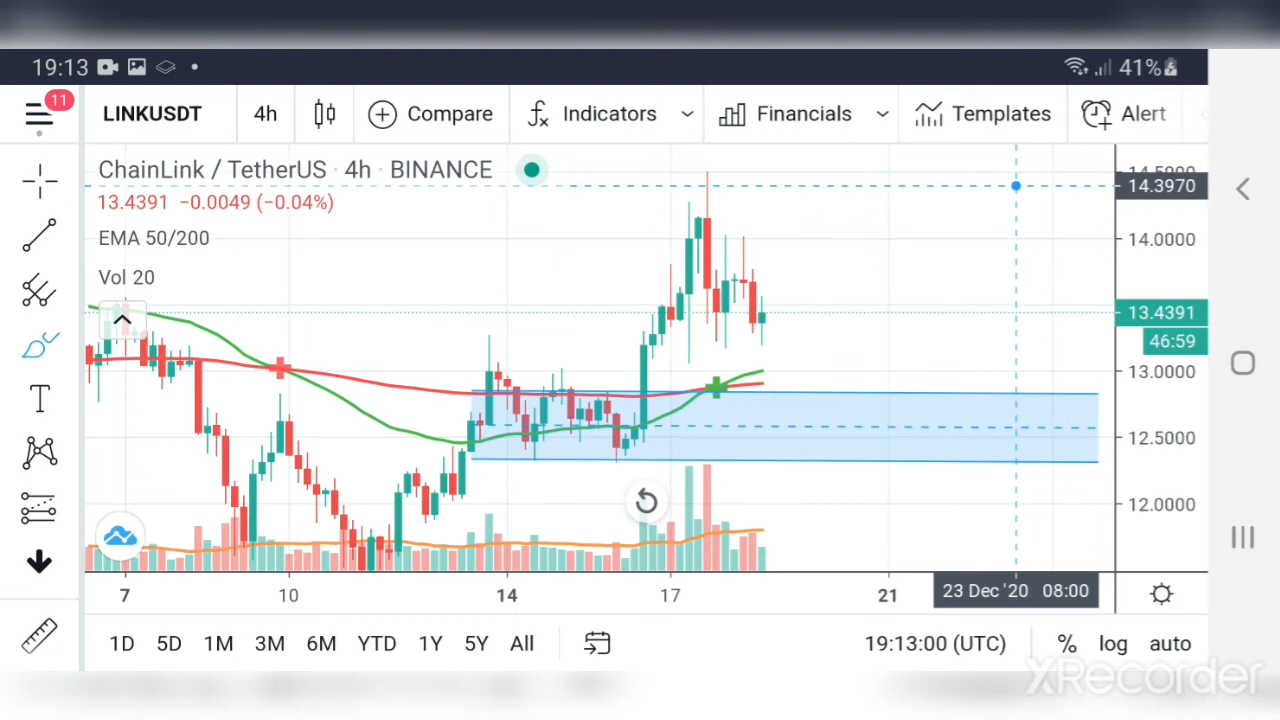 19:13 41%
11
LINKUSDT 4h Compare Indicators Financials Templates Alert
ChainLink / TetherUS · 4h · BINANCE
13.4391 −0.0049 (−0.04%)
EMA 50/200
Vol 20
14.5000
14.3970
14.0000
13.4391
46:59
13.0000
12.5000
12.0000
7 10 14 17 21 23 Dec '20 08:00
1D 5D 1M 3M 6M YTD 1Y 5Y All 19:13:00 (UTC) % log auto
XRecorder